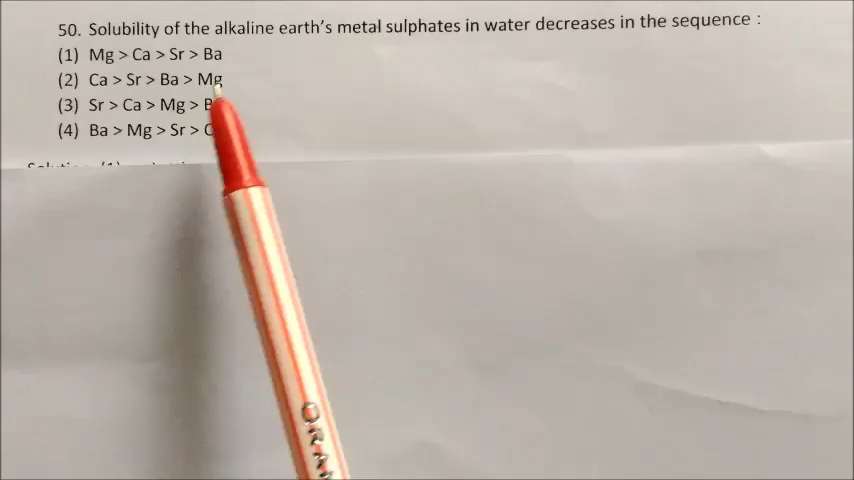 50. Solubility of the alkaline earth's metal sulphates in water decreases in the sequence :
(1) Mg > Ca > Sr > Ba
(2) Ca > Sr > Ba > Mg
(3) Sr > Ca > Mg > B
(4) Ba > Mg > Sr > C
ORA